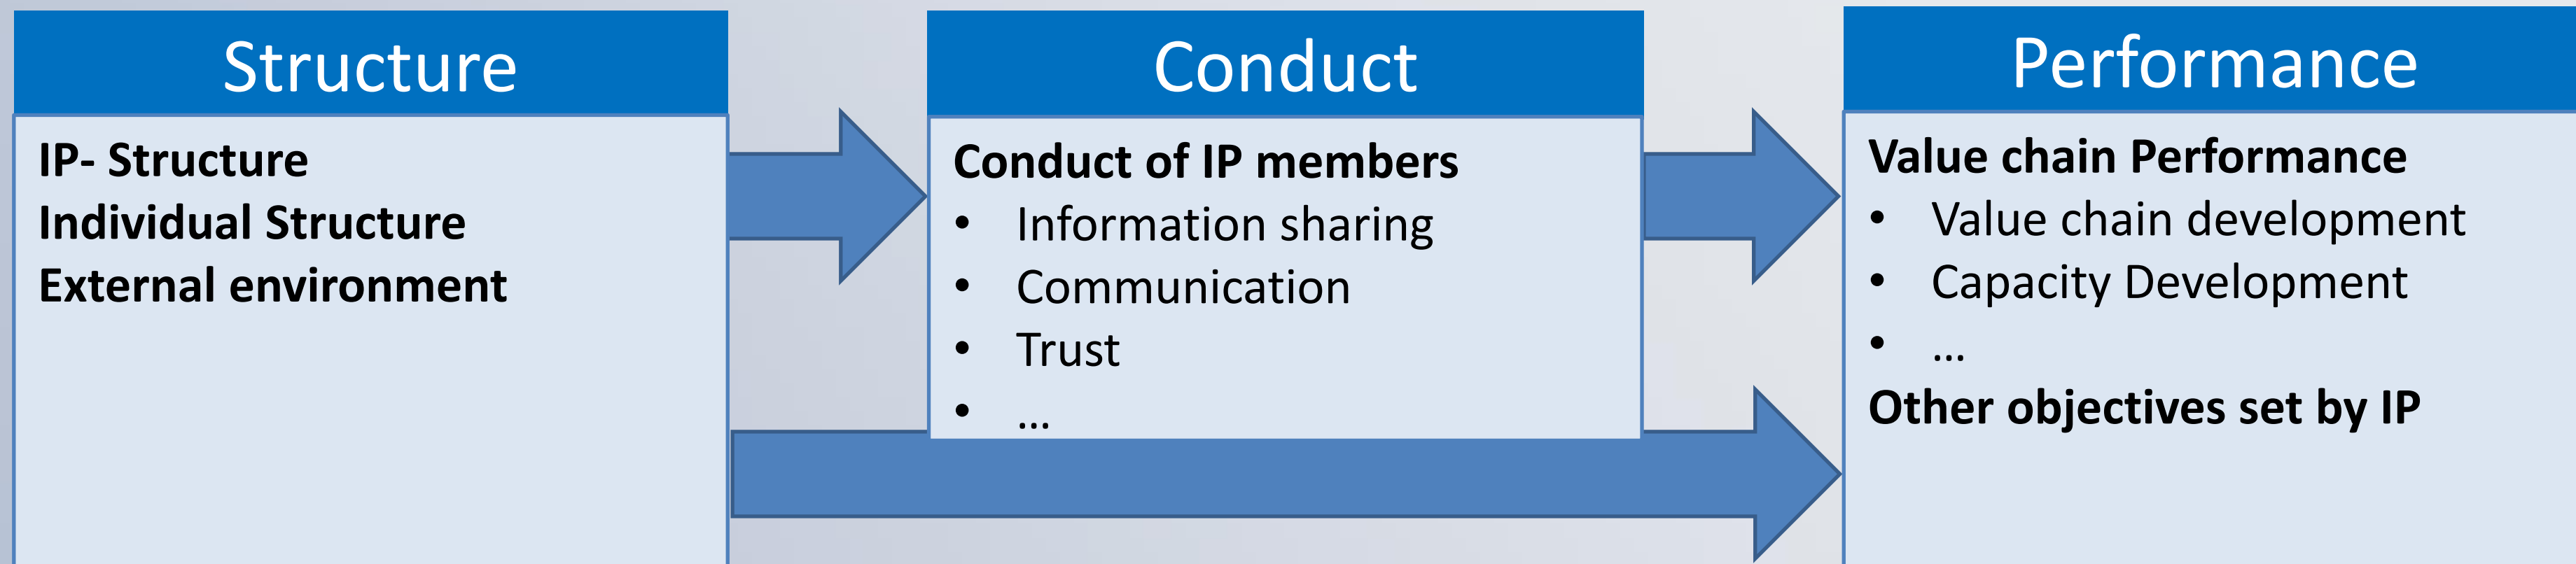 Structure
IP- Structure
Individual Structure
External environment
Conduct
Conduct of IP members
• Information sharing
• Communication
• Trust
• ...
Performance
Value chain Performance
• Value chain development
• Capacity Development
• ...
Other objectives set by IP